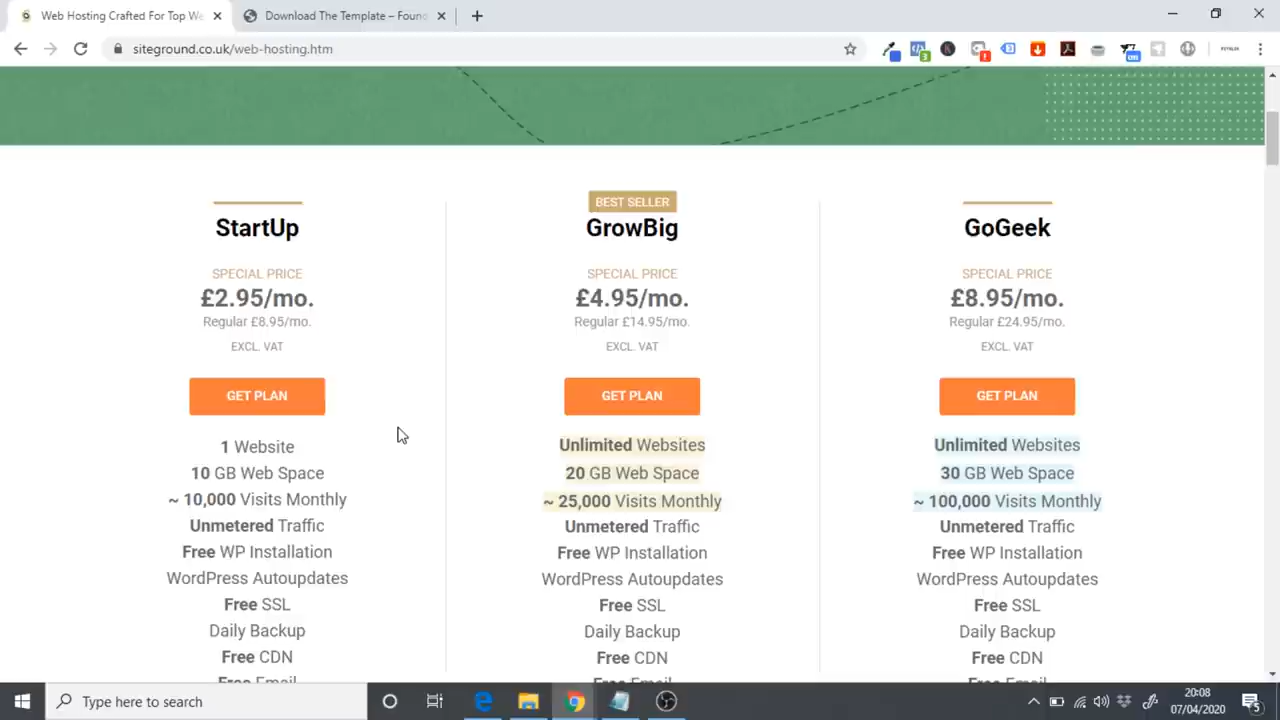 Web Hosting Crafted For Top We
Download The Template – Foun
siteground.co.uk/web-hosting.htm
StartUp
SPECIAL PRICE
£2.95/mo.
Regular £8.95/mo.
EXCL. VAT
GET PLAN
1 Website
10 GB Web Space
~ 10,000 Visits Monthly
Unmetered Traffic
Free WP Installation
WordPress Autoupdates
Free SSL
Daily Backup
Free CDN
Free Email
BEST SELLER
GrowBig
SPECIAL PRICE
£4.95/mo.
Regular £14.95/mo.
EXCL. VAT
GET PLAN
Unlimited Websites
20 GB Web Space
~ 25,000 Visits Monthly
Unmetered Traffic
Free WP Installation
WordPress Autoupdates
Free SSL
Daily Backup
Free CDN
GoGeek
SPECIAL PRICE
£8.95/mo.
Regular £24.95/mo.
EXCL. VAT
GET PLAN
Unlimited Websites
30 GB Web Space
~ 100,000 Visits Monthly
Unmetered Traffic
Free WP Installation
WordPress Autoupdates
Free SSL
Daily Backup
Free CDN
Type here to search
20:08
07/04/2020
5